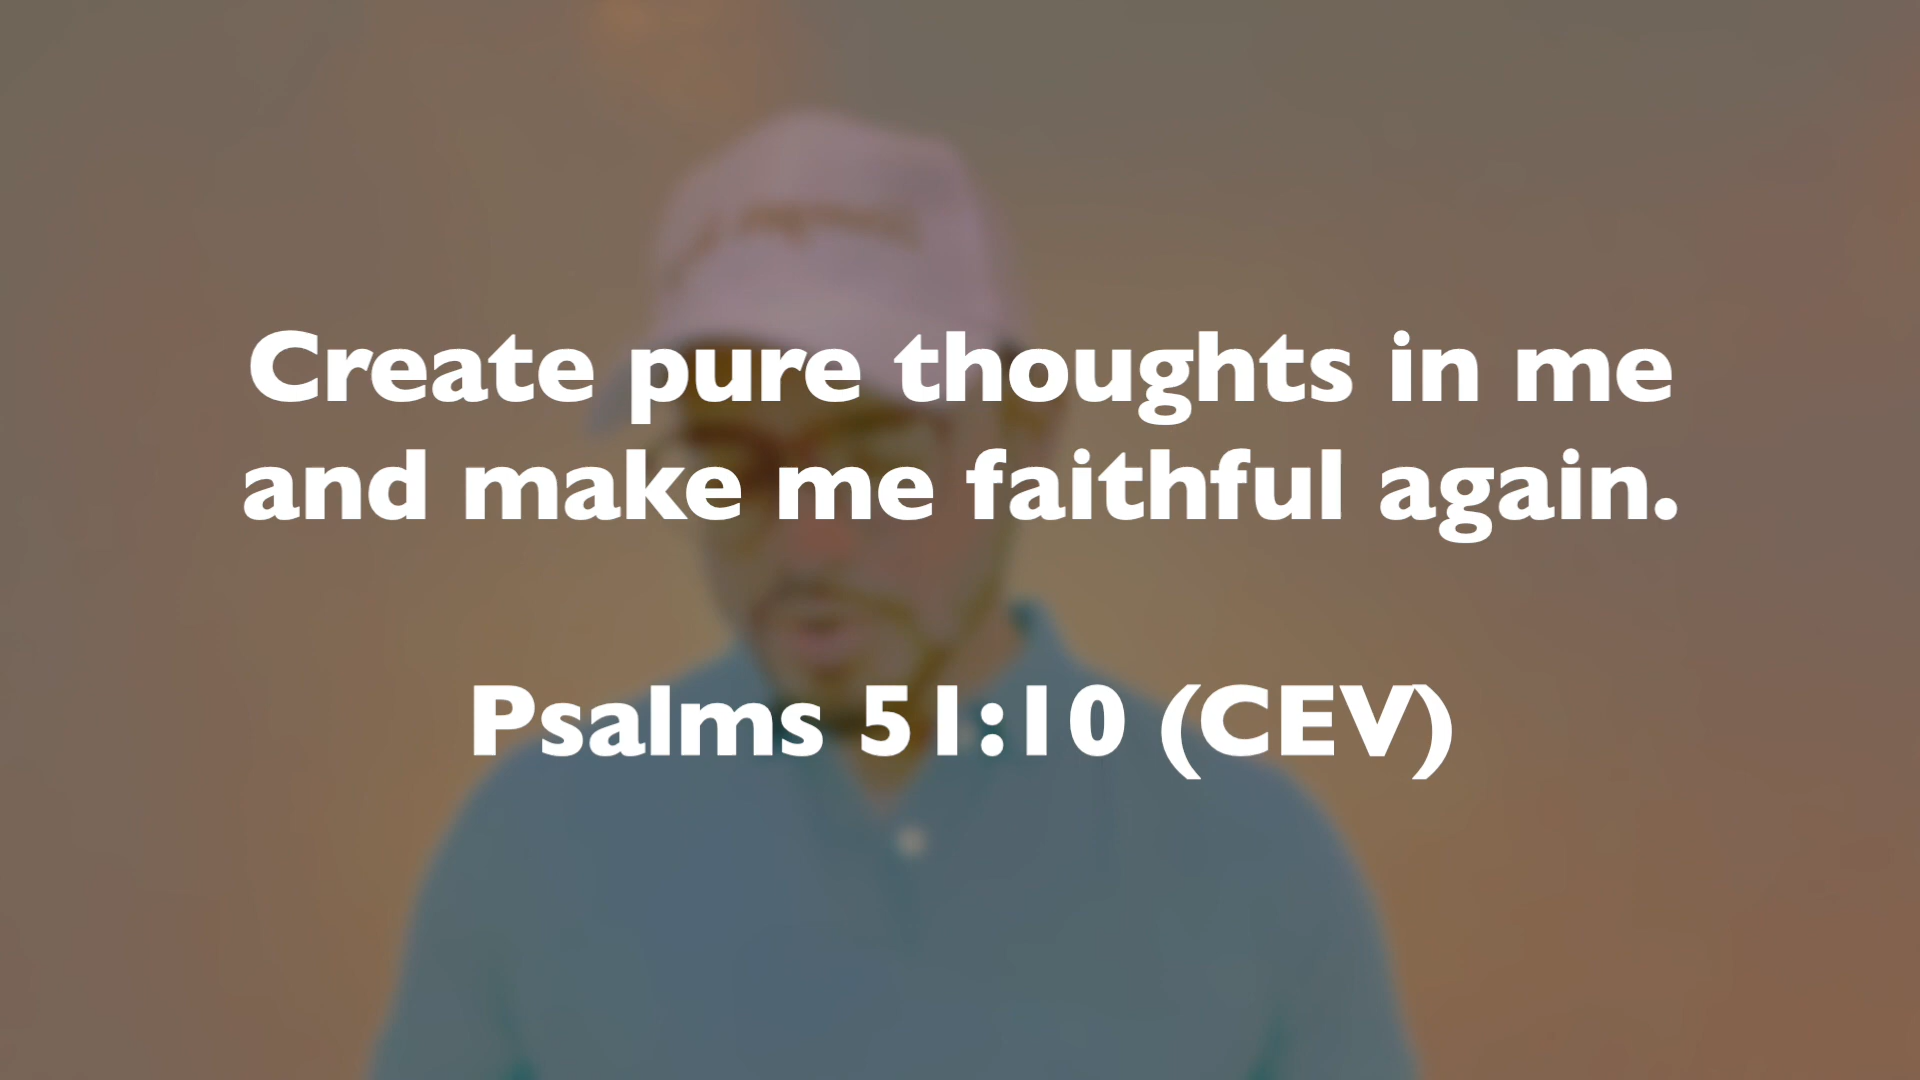 Create pure thoughts in me
and make me faithful again.
Psalms 51:10 (CEV)